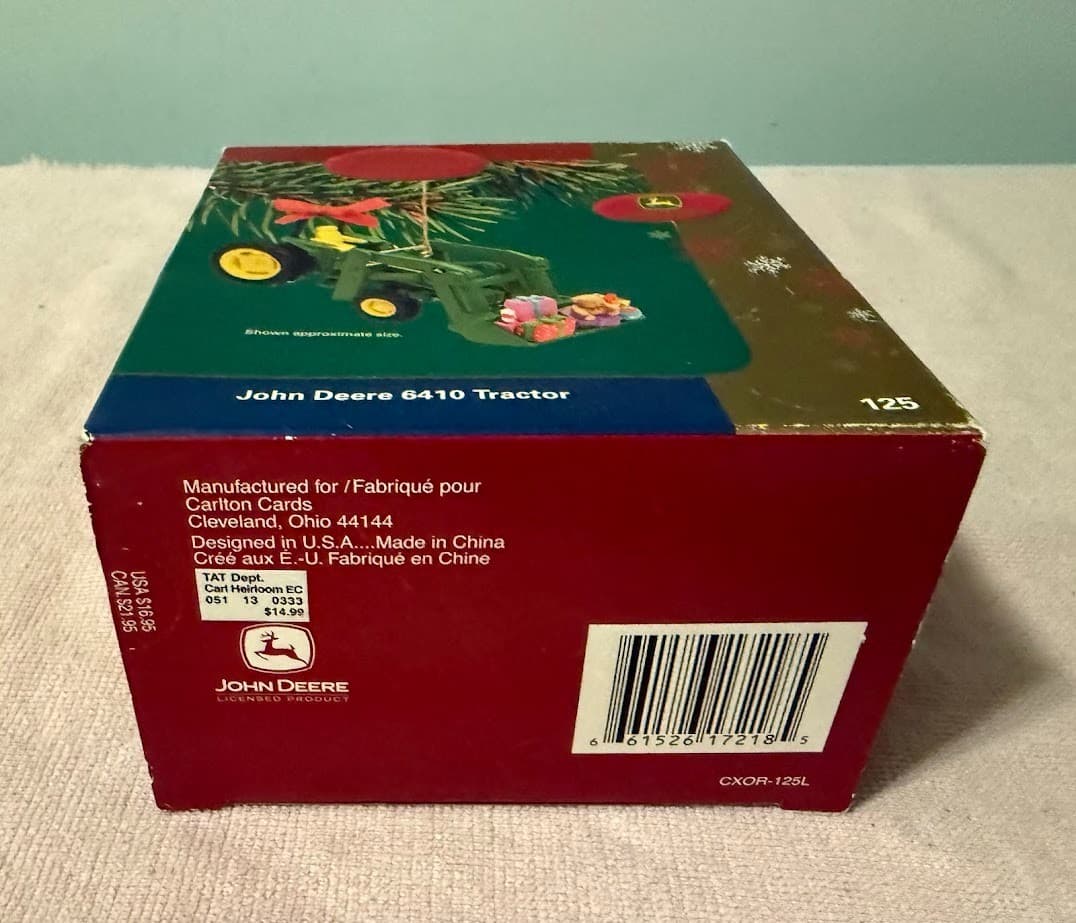 Shown approximate size.
John Deere 6410 Tractor
125
Manufactured for / Fabriqué pour
Carlton Cards
Cleveland, Ohio 44144
Designed in U.S.A....Made in China
Créé aux É.-U. Fabriqué en Chine
TAT Dept.
Carl Heirloom EC
051 13 0333
$14.99
USA $16.95
CAN $21.95
JOHN DEERE
LICENSED PRODUCT
6 61526 17218 5
CXOR-125L